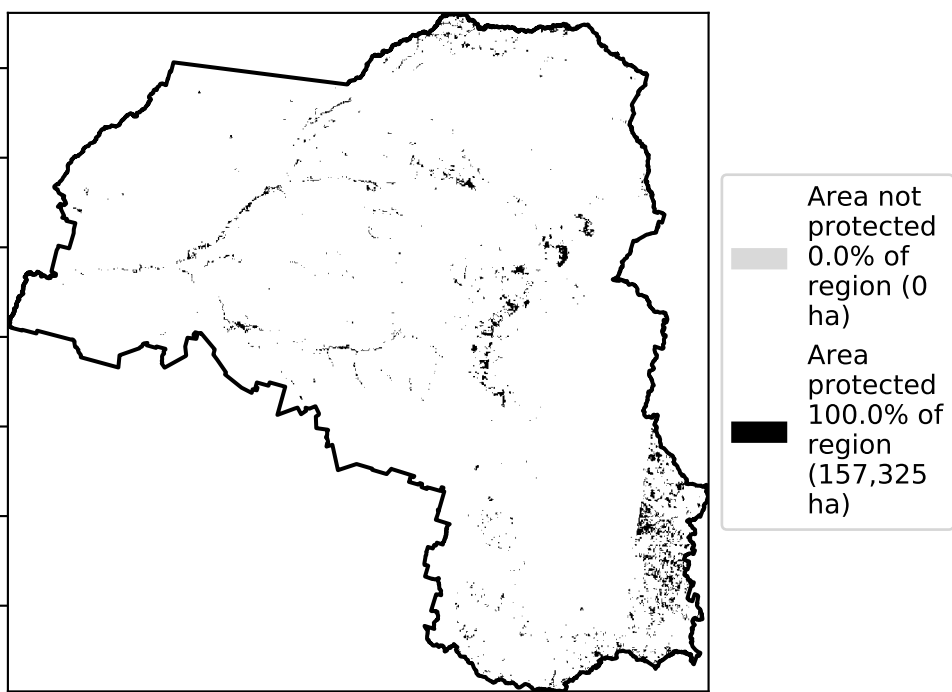 Area not
protected
0.0% of
region (0
ha)
Area
protected
100.0% of
region
(157,325
ha)